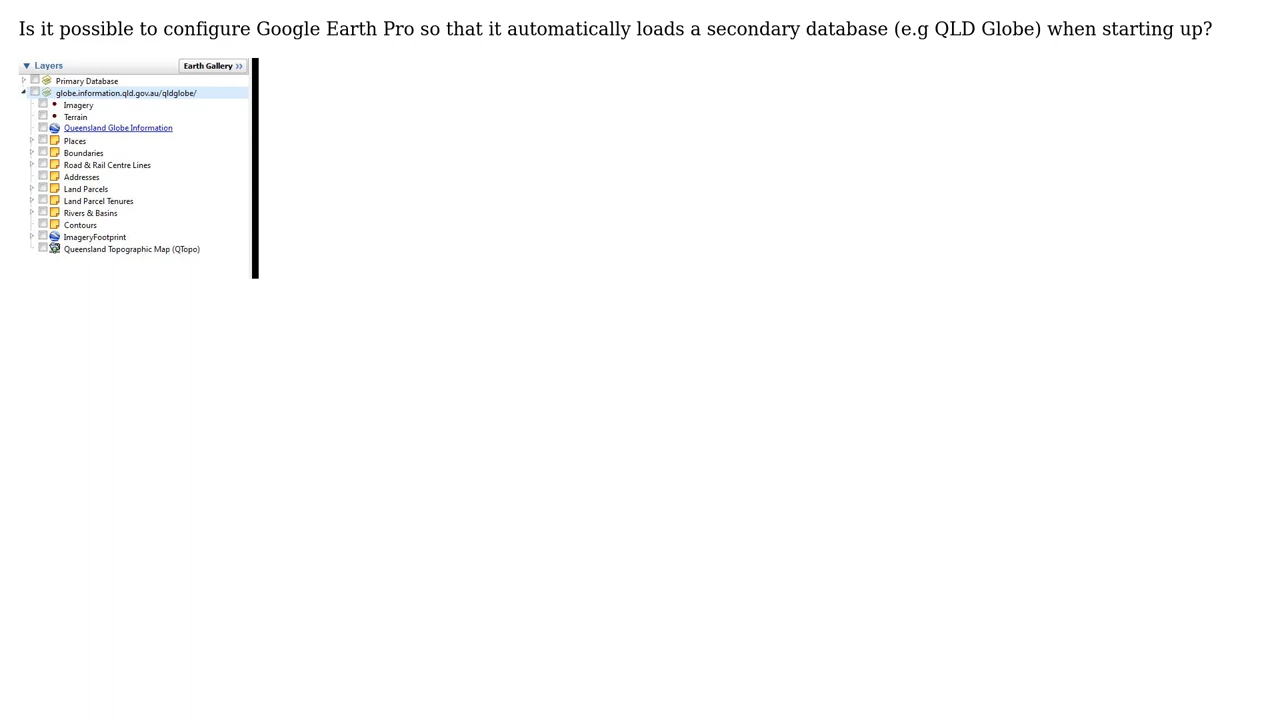 Is it possible to configure Google Earth Pro so that it automatically loads a secondary database (e.g QLD Globe) when starting up?
Layers
Earth Gallery »
Primary Database
globe.information.qld.gov.au/qldglobe/
Imagery
Terrain
Queensland Globe Information
Places
Boundaries
Road & Rail Centre Lines
Addresses
Land Parcels
Land Parcel Tenures
Rivers & Basins
Contours
ImageryFootprint
Queensland Topographic Map (QTopo)